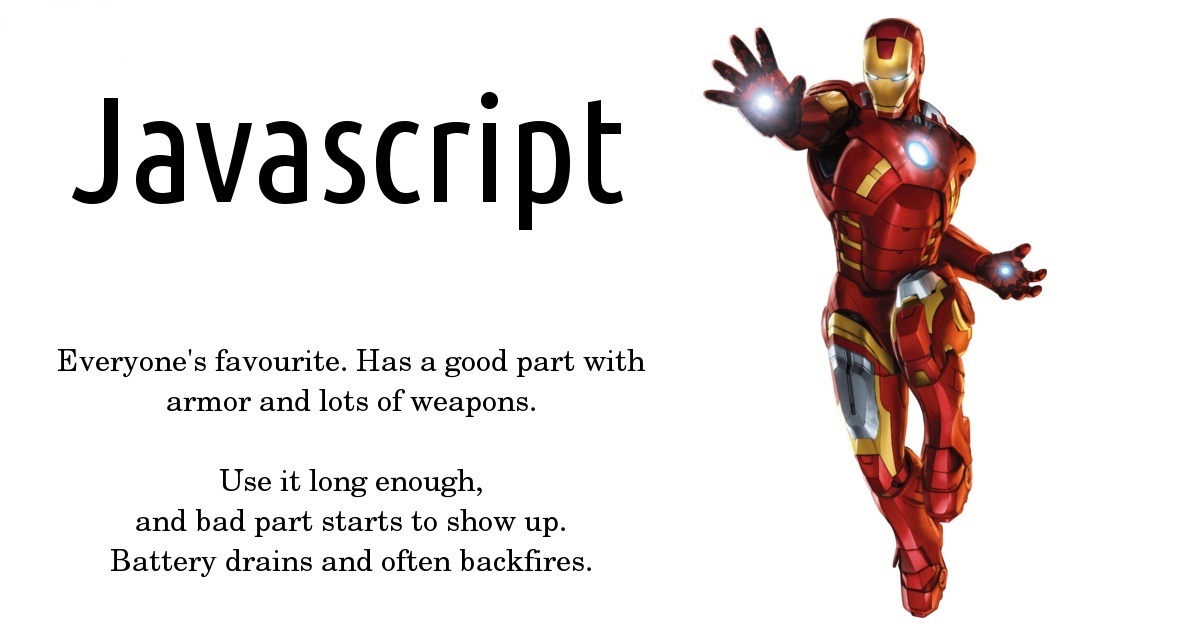 Javascript
Everyone's favourite. Has a good part with
armor and lots of weapons.
Use it long enough,
and bad part starts to show up.
Battery drains and often backfires.